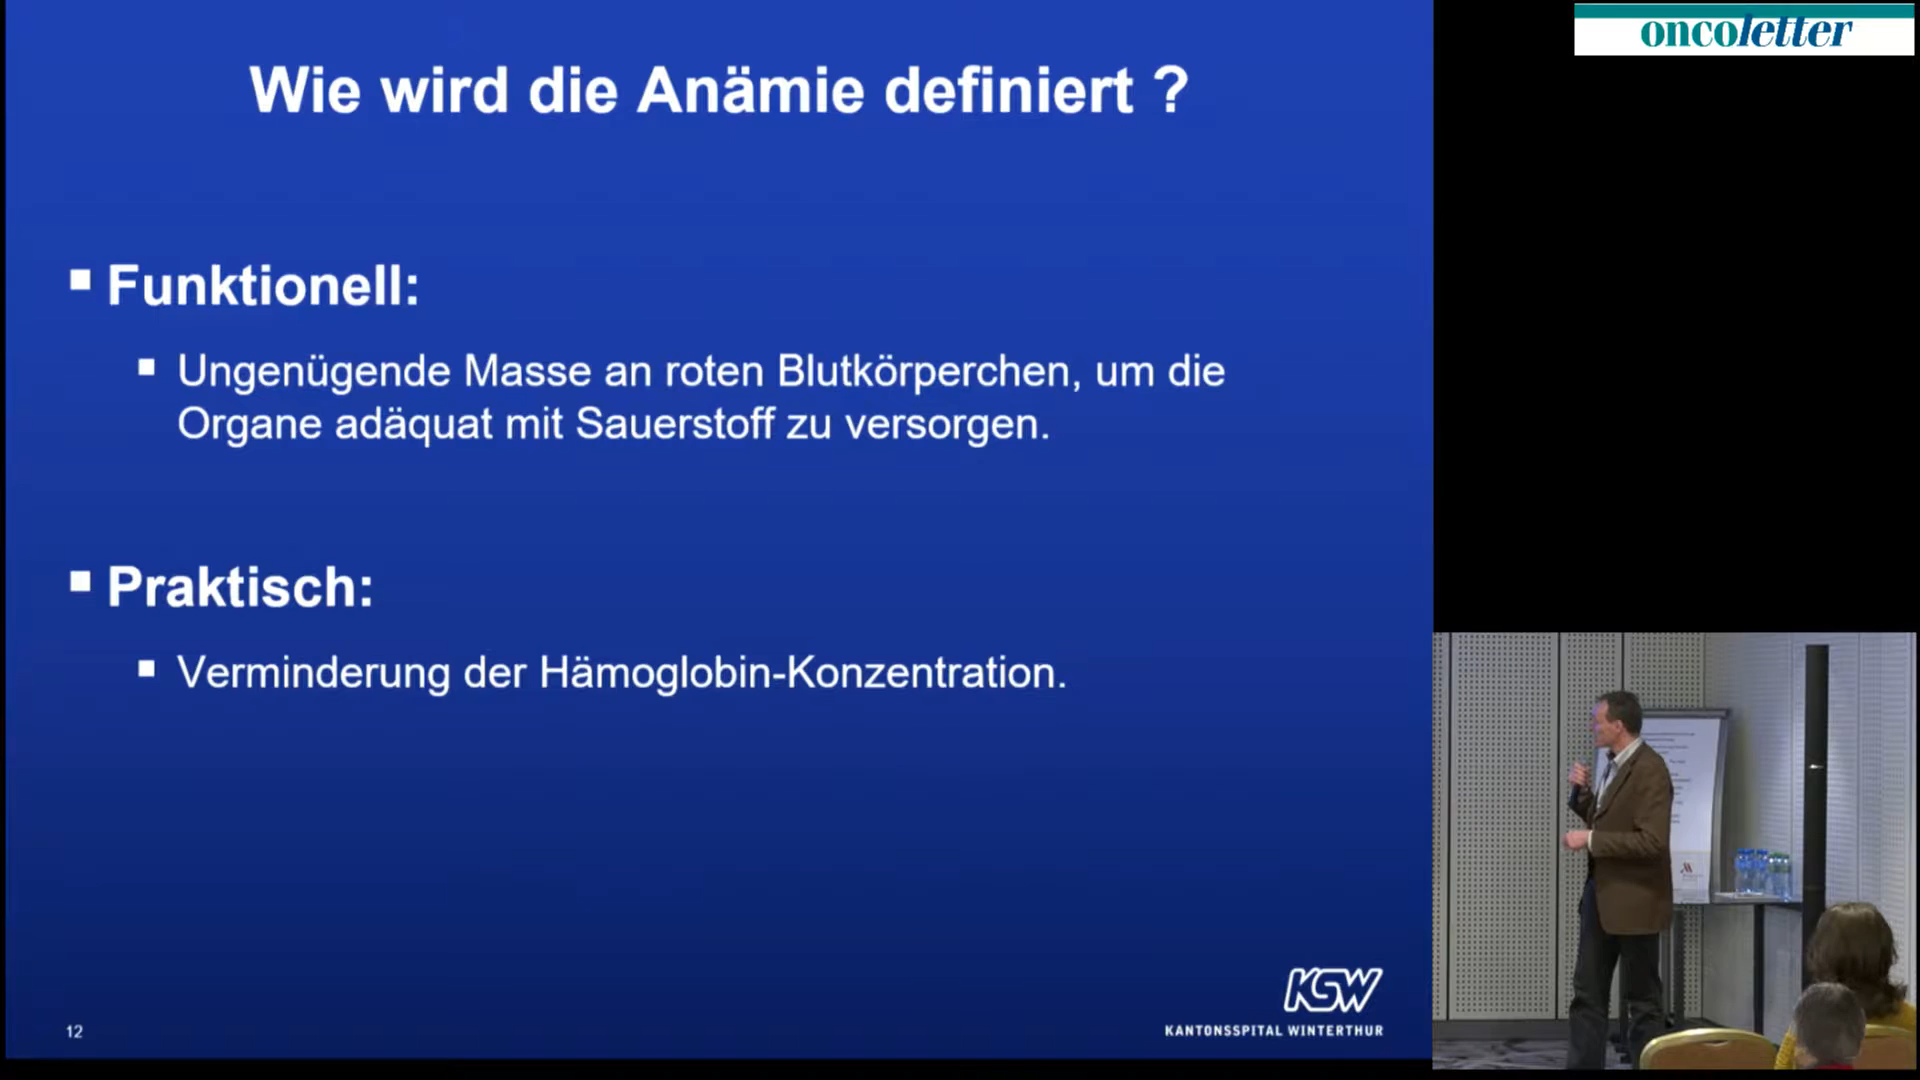 oncoletter
Wie wird die Anämie definiert ?
Funktionell:
Ungenügende Masse an roten Blutkörperchen, um die
Organe adäquat mit Sauerstoff zu versorgen.
Praktisch:
Verminderung der Hämoglobin-Konzentration.
KSW
KANTONSSPITAL WINTERTHUR
12